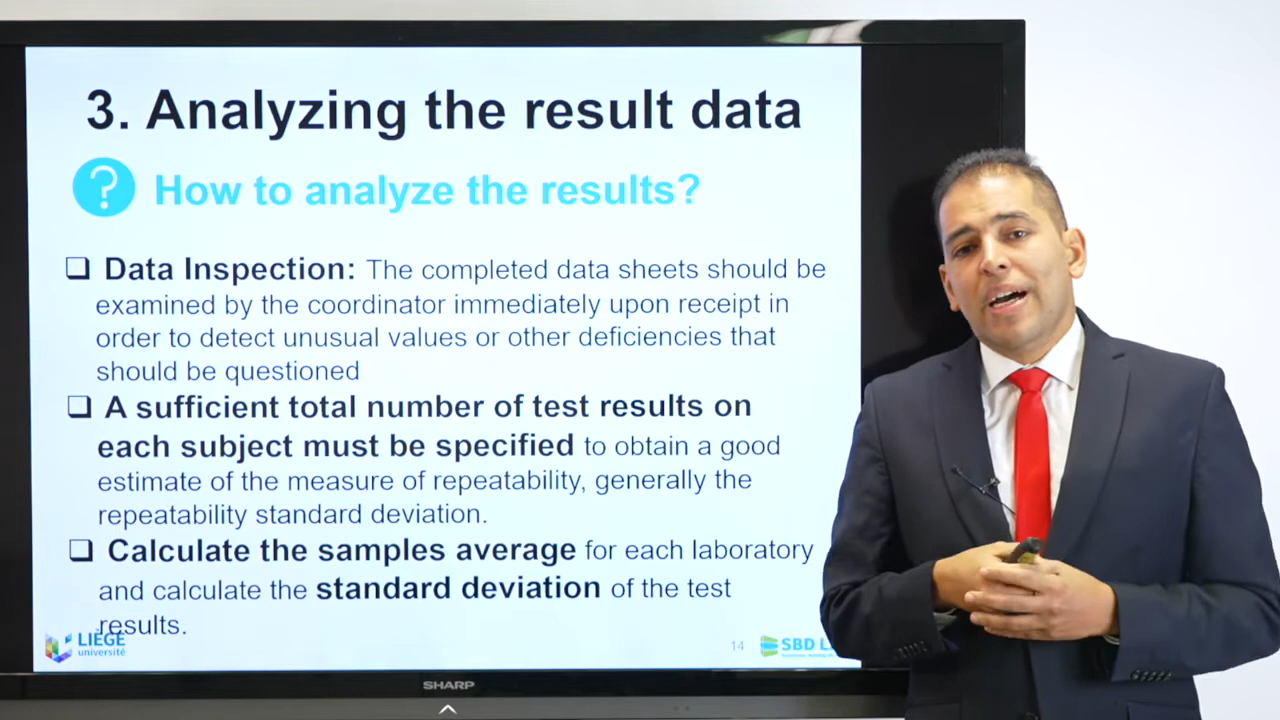 3. Analyzing the result data
? How to analyze the results?
❑ Data Inspection: The completed data sheets should be
examined by the coordinator immediately upon receipt in
order to detect unusual values or other deficiencies that
should be questioned
❑ A sufficient total number of test results on
each subject must be specified to obtain a good
estimate of the measure of repeatability, generally the
repeatability standard deviation.
❑ Calculate the samples average for each laboratory
and calculate the standard deviation of the test
results.
LIÈGE
université
14
SBD L
SHARP